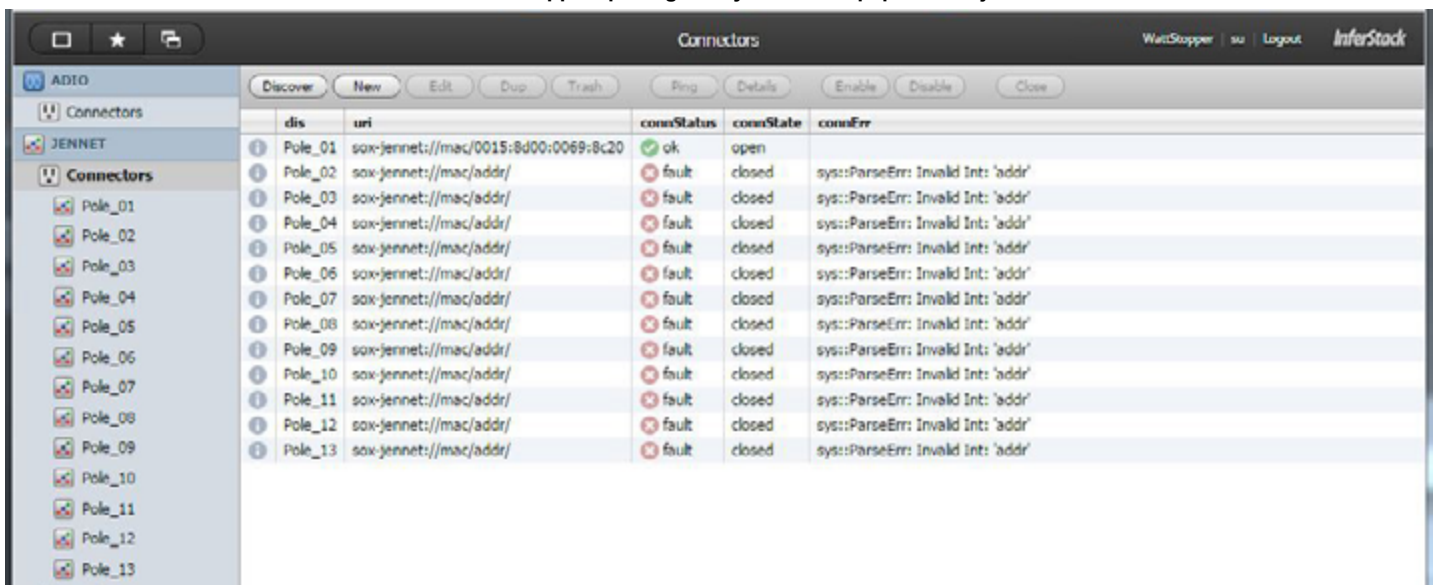 Connectors
WattStopper | su | Logout
InferStack
ADIO
Connectors
JENNET
Connectors
Pole_01
Pole_02
Pole_03
Pole_04
Pole_05
Pole_06
Pole_07
Pole_08
Pole_09
Pole_10
Pole_11
Pole_12
Pole_13
Discover New Edit Dup Trash Ping Details Enable Disable Close
dis uri connStatus connState connErr
Pole_01 sox-jennet://mac/0015:8d00:0069:8c20 ok open
Pole_02 sox-jennet://mac/addr/ fault closed sys::ParseErr: Invalid Int: 'addr'
Pole_03 sox-jennet://mac/addr/ fault closed sys::ParseErr: Invalid Int: 'addr'
Pole_04 sox-jennet://mac/addr/ fault closed sys::ParseErr: Invalid Int: 'addr'
Pole_05 sox-jennet://mac/addr/ fault closed sys::ParseErr: Invalid Int: 'addr'
Pole_06 sox-jennet://mac/addr/ fault closed sys::ParseErr: Invalid Int: 'addr'
Pole_07 sox-jennet://mac/addr/ fault closed sys::ParseErr: Invalid Int: 'addr'
Pole_08 sox-jennet://mac/addr/ fault closed sys::ParseErr: Invalid Int: 'addr'
Pole_09 sox-jennet://mac/addr/ fault closed sys::ParseErr: Invalid Int: 'addr'
Pole_10 sox-jennet://mac/addr/ fault closed sys::ParseErr: Invalid Int: 'addr'
Pole_11 sox-jennet://mac/addr/ fault closed sys::ParseErr: Invalid Int: 'addr'
Pole_12 sox-jennet://mac/addr/ fault closed sys::ParseErr: Invalid Int: 'addr'
Pole_13 sox-jennet://mac/addr/ fault closed sys::ParseErr: Invalid Int: 'addr'